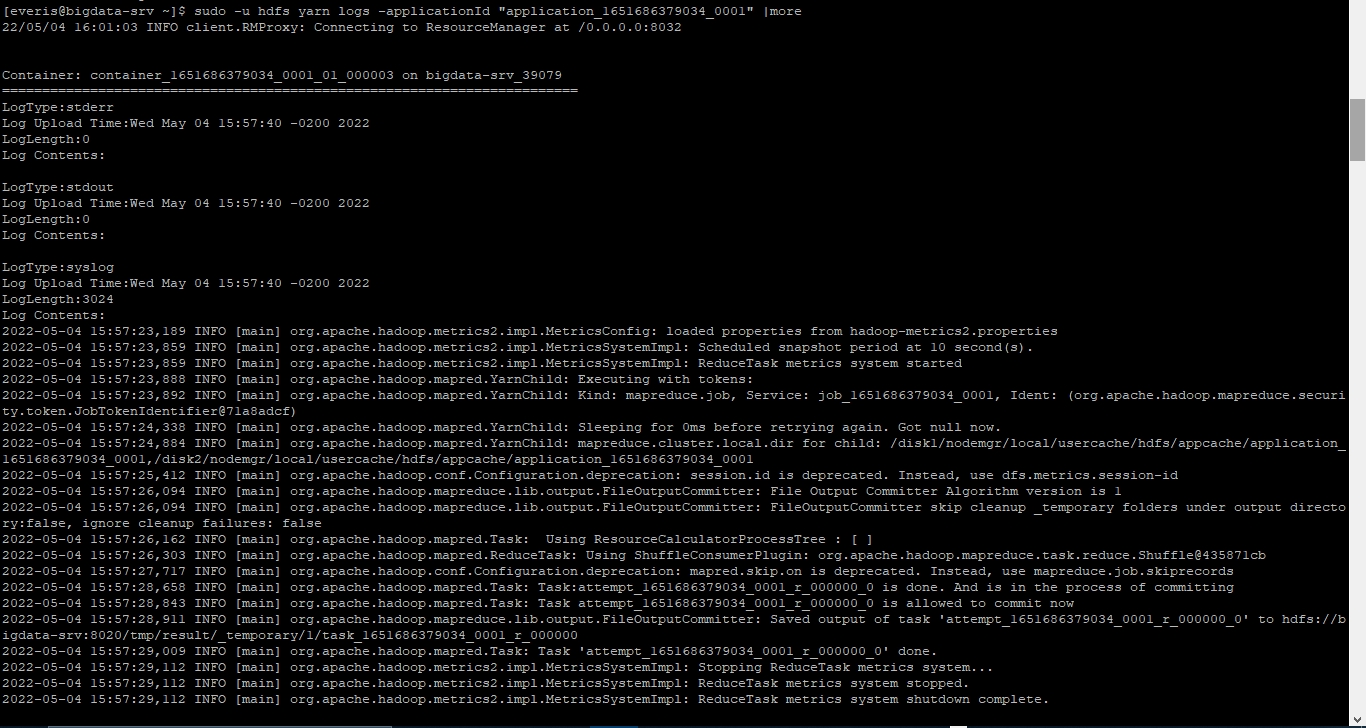 [everis@bigdata-srv ~]$ sudo -u hdfs yarn logs -applicationId "application_1651686379034_0001" |more
22/05/04 16:01:03 INFO client.RMProxy: Connecting to ResourceManager at /0.0.0.0:8032
Container: container_1651686379034_0001_01_000003 on bigdata-srv_39079
========================================================================
LogType:stderr
Log Upload Time:Wed May 04 15:57:40 -0200 2022
LogLength:0
Log Contents:
LogType:stdout
Log Upload Time:Wed May 04 15:57:40 -0200 2022
LogLength:0
Log Contents:
LogType:syslog
Log Upload Time:Wed May 04 15:57:40 -0200 2022
LogLength:3024
Log Contents:
2022-05-04 15:57:23,189 INFO [main] org.apache.hadoop.metrics2.impl.MetricsConfig: loaded properties from hadoop-metrics2.properties
2022-05-04 15:57:23,859 INFO [main] org.apache.hadoop.metrics2.impl.MetricsSystemImpl: Scheduled snapshot period at 10 second(s).
2022-05-04 15:57:23,859 INFO [main] org.apache.hadoop.metrics2.impl.MetricsSystemImpl: ReduceTask metrics system started
2022-05-04 15:57:23,888 INFO [main] org.apache.hadoop.mapred.YarnChild: Executing with tokens:
2022-05-04 15:57:23,892 INFO [main] org.apache.hadoop.mapred.YarnChild: Kind: mapreduce.job, Service: job_1651686379034_0001, Ident: (org.apache.hadoop.mapreduce.securi
ty.token.JobTokenIdentifier@71a8adcf)
2022-05-04 15:57:24,338 INFO [main] org.apache.hadoop.mapred.YarnChild: Sleeping for 0ms before retrying again. Got null now.
2022-05-04 15:57:24,884 INFO [main] org.apache.hadoop.mapred.YarnChild: mapreduce.cluster.local.dir for child: /disk1/nodemgr/local/usercache/hdfs/appcache/application_
1651686379034_0001,/disk2/nodemgr/local/usercache/hdfs/appcache/application_1651686379034_0001
2022-05-04 15:57:25,412 INFO [main] org.apache.hadoop.conf.Configuration.deprecation: session.id is deprecated. Instead, use dfs.metrics.session-id
2022-05-04 15:57:26,094 INFO [main] org.apache.hadoop.mapreduce.lib.output.FileOutputCommitter: File Output Committer Algorithm version is 1
2022-05-04 15:57:26,094 INFO [main] org.apache.hadoop.mapreduce.lib.output.FileOutputCommitter: FileOutputCommitter skip cleanup _temporary folders under output directo
ry:false, ignore cleanup failures: false
2022-05-04 15:57:26,162 INFO [main] org.apache.hadoop.mapred.Task:  Using ResourceCalculatorProcessTree : [ ]
2022-05-04 15:57:26,303 INFO [main] org.apache.hadoop.mapred.ReduceTask: Using ShuffleConsumerPlugin: org.apache.hadoop.mapreduce.task.reduce.Shuffle@435871cb
2022-05-04 15:57:27,717 INFO [main] org.apache.hadoop.conf.Configuration.deprecation: mapred.skip.on is deprecated. Instead, use mapreduce.job.skiprecords
2022-05-04 15:57:28,658 INFO [main] org.apache.hadoop.mapred.Task: Task:attempt_1651686379034_0001_r_000000_0 is done. And is in the process of committing
2022-05-04 15:57:28,843 INFO [main] org.apache.hadoop.mapred.Task: Task attempt_1651686379034_0001_r_000000_0 is allowed to commit now
2022-05-04 15:57:28,911 INFO [main] org.apache.hadoop.mapreduce.lib.output.FileOutputCommitter: Saved output of task 'attempt_1651686379034_0001_r_000000_0' to hdfs://b
igdata-srv:8020/tmp/result/_temporary/1/task_1651686379034_0001_r_000000
2022-05-04 15:57:29,009 INFO [main] org.apache.hadoop.mapred.Task: Task 'attempt_1651686379034_0001_r_000000_0' done.
2022-05-04 15:57:29,112 INFO [main] org.apache.hadoop.metrics2.impl.MetricsSystemImpl: Stopping ReduceTask metrics system...
2022-05-04 15:57:29,112 INFO [main] org.apache.hadoop.metrics2.impl.MetricsSystemImpl: ReduceTask metrics system stopped.
2022-05-04 15:57:29,112 INFO [main] org.apache.hadoop.metrics2.impl.MetricsSystemImpl: ReduceTask metrics system shutdown complete.